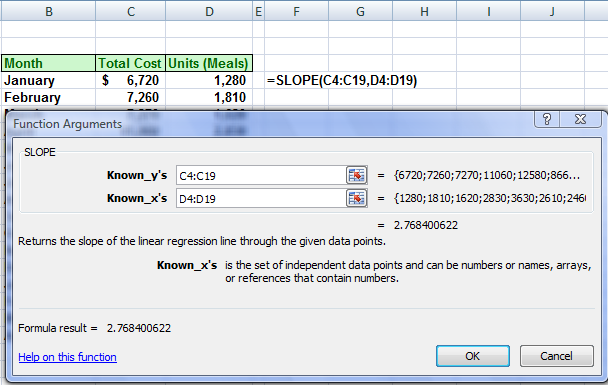 B C D E F G H I J
Month Total Cost Units (Meals)
January $ 6,720 1,280 =SLOPE(C4:C19,D4:D19)
February 7,260 1,810
Function Arguments
SLOPE
Known_y's C4:C19 = {6720;7260;7270;11060;12580;866...
Known_x's D4:D19 = {1280;1810;1620;2830;3630;2610;246
= 2.768400622
Returns the slope of the linear regression line through the given data points.
Known_x's is the set of independent data points and can be numbers or names, arrays,
or references that contain numbers.
Formula result = 2.768400622
Help on this function OK Cancel